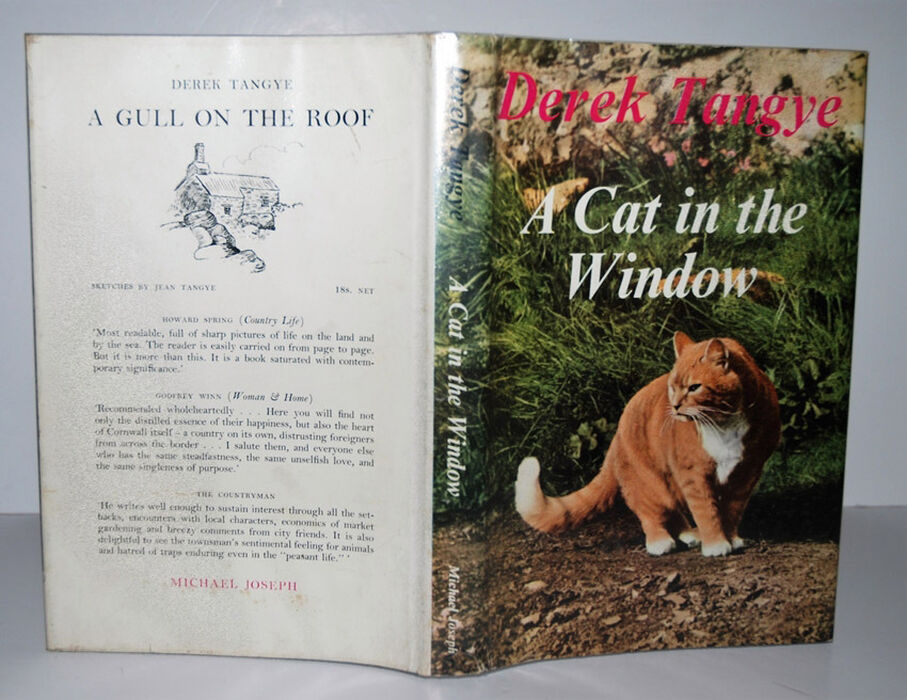 DEREK TANGYE
A GULL ON THE ROOF
SKETCHES BY JEAN TANGYE 18s. NET
HOWARD SPRING (Country Life)
'Most readable, full of sharp pictures of life on the land and
by the sea. The reader is easily carried on from page to page.
But it is more than this. It is a book saturated with contem-
porary significance.'
GODFREY WINN (Woman & Home)
'Recommended wholeheartedly . . . Here you will find not
only the distilled essence of their happiness, but also the heart
of Cornwall itself – a country on its own, distrusting foreigners
from across the border . . . I salute them, and everyone else
who has the same steadfastness, the same unselfish love, and
the same singleness of purpose.'
THE COUNTRYMAN
'He writes well enough to sustain interest through all the set-
backs, encounters with local characters, economics of market
gardening and breezy comments from city friends. It is also
delightful to see the townsman's sentimental feeling for animals
and hatred of traps enduring even in the "peasant life."'
MICHAEL JOSEPH
Derek Tangye
A Cat in the Window
Michael Joseph
Derek Tangye
A Cat in the
Window